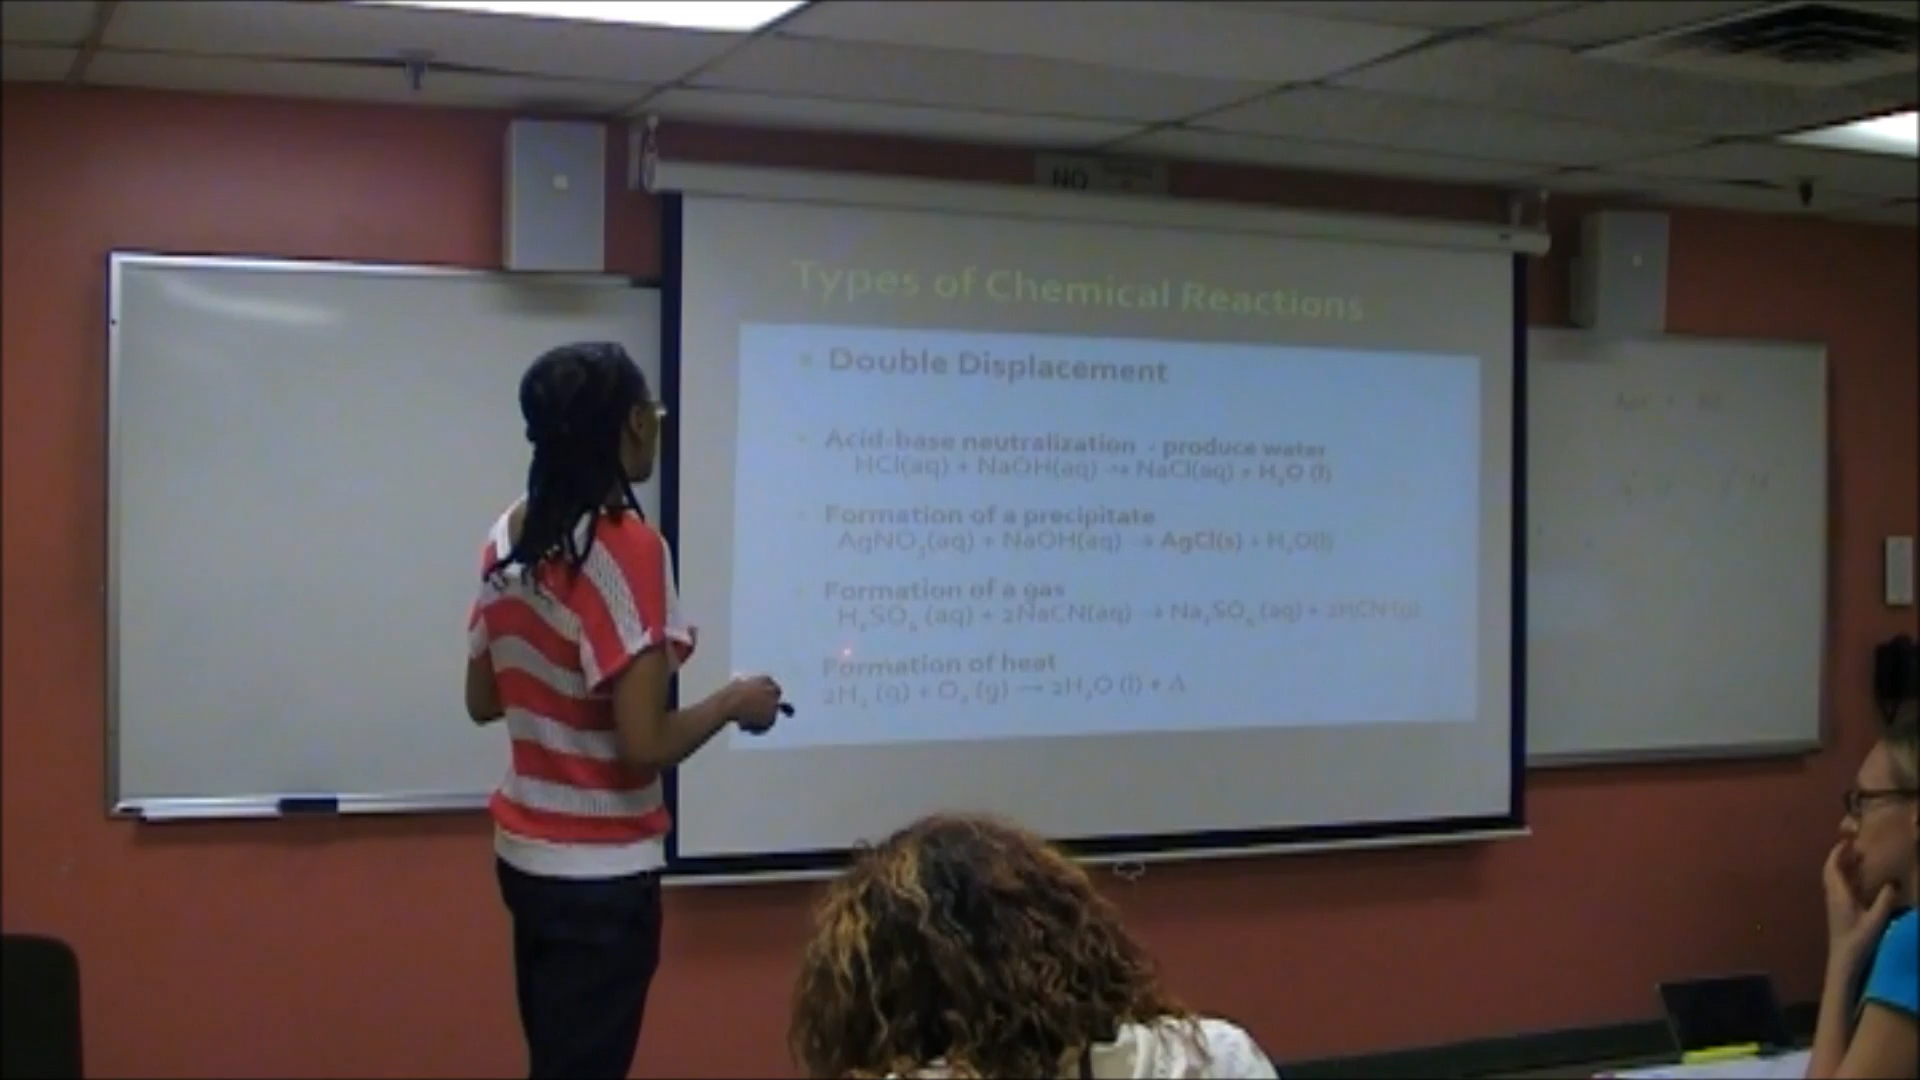 NO
Types of Chemical Reactions
Double Displacement
Acid-base neutralization - produce water
HCl(aq) + NaOH(aq) → NaCl(aq) + H₂O (l)
Formation of a precipitate
AgNO₃(aq) + NaOH(aq) → AgCl(s) + H₂O(l)
Formation of a gas
H₂SO₄ (aq) + 2NaCN(aq) → Na₂SO₄ (aq) + 2HCN (g)
Formation of heat
2H₂ (g) + O₂ (g) → 2H₂O (l) + Δ